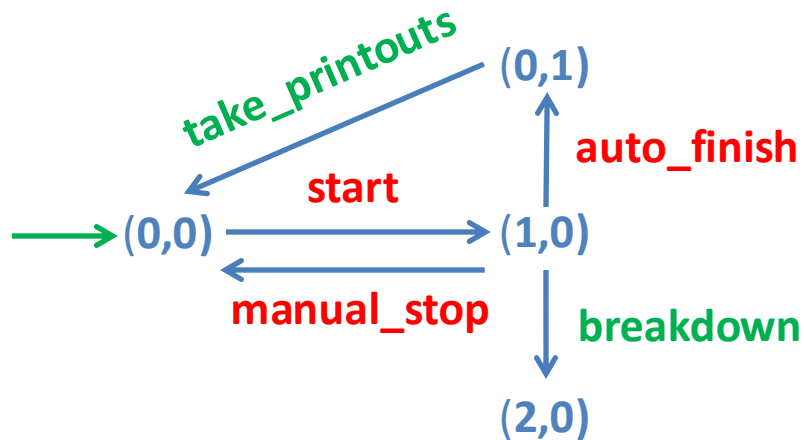 take_printouts
(0,1)
auto_finish
start
(0,0)
(1,0)
manual_stop
breakdown
(2,0)